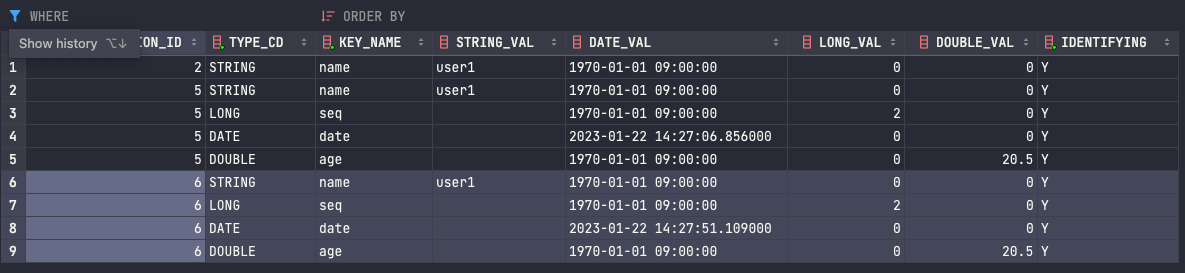 WHERE ORDER BY
Show history ⌥↓ ION_ID TYPE_CD KEY_NAME STRING_VAL DATE_VAL LONG_VAL DOUBLE_VAL IDENTIFYING
1 2 STRING name user1 1970-01-01 09:00:00 0 0 Y
2 5 STRING name user1 1970-01-01 09:00:00 0 0 Y
3 5 LONG seq 1970-01-01 09:00:00 2 0 Y
4 5 DATE date 2023-01-22 14:27:06.856000 0 0 Y
5 5 DOUBLE age 1970-01-01 09:00:00 0 20.5 Y
6 6 STRING name user1 1970-01-01 09:00:00 0 0 Y
7 6 LONG seq 1970-01-01 09:00:00 2 0 Y
8 6 DATE date 2023-01-22 14:27:51.109000 0 0 Y
9 6 DOUBLE age 1970-01-01 09:00:00 0 20.5 Y